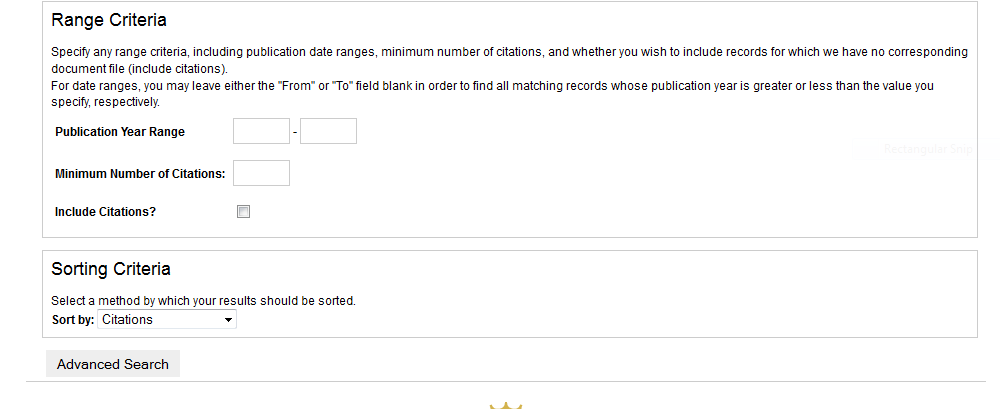 Range Criteria
Specify any range criteria, including publication date ranges, minimum number of citations, and whether you wish to include records for which we have no corresponding
document file (include citations).
For date ranges, you may leave either the "From" or "To" field blank in order to find all matching records whose publication year is greater or less than the value you
specify, respectively.
Publication Year Range -
Rectangular Snip
Minimum Number of Citations:
Include Citations?
Sorting Criteria
Select a method by which your results should be sorted.
Sort by: Citations
Advanced Search